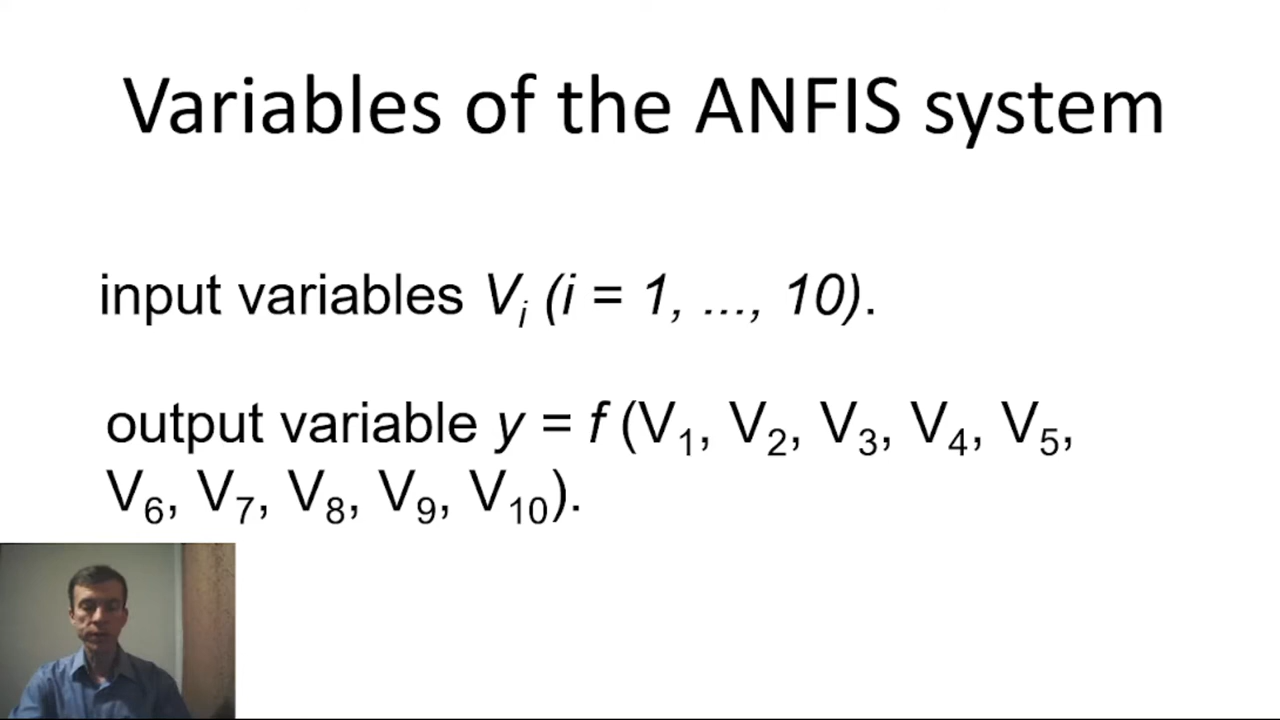 Variables of the ANFIS system
input variables Vᵢ (i = 1, ..., 10).
output variable y = f (V₁, V₂, V₃, V₄, V₅,
V₆, V₇, V₈, V₉, V₁₀).